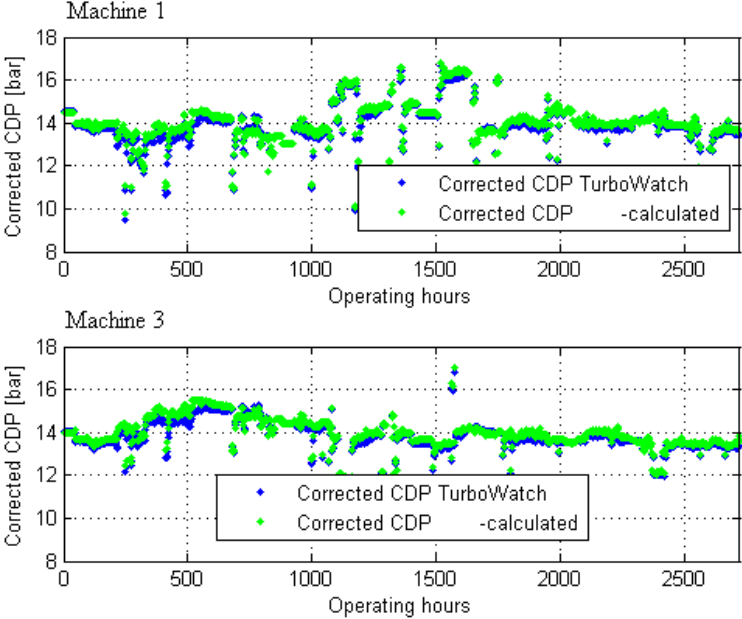 Machine 1
18
16
14
12
10
8
Corrected CDP [bar]
Corrected CDP TurboWatch
Corrected CDP -calculated
0 500 1000 1500 2000 2500
Operating hours
Machine 3
18
16
14
12
10
8
Corrected CDP [bar]
Corrected CDP TurboWatch
Corrected CDP -calculated
0 500 1000 1500 2000 2500
Operating hours